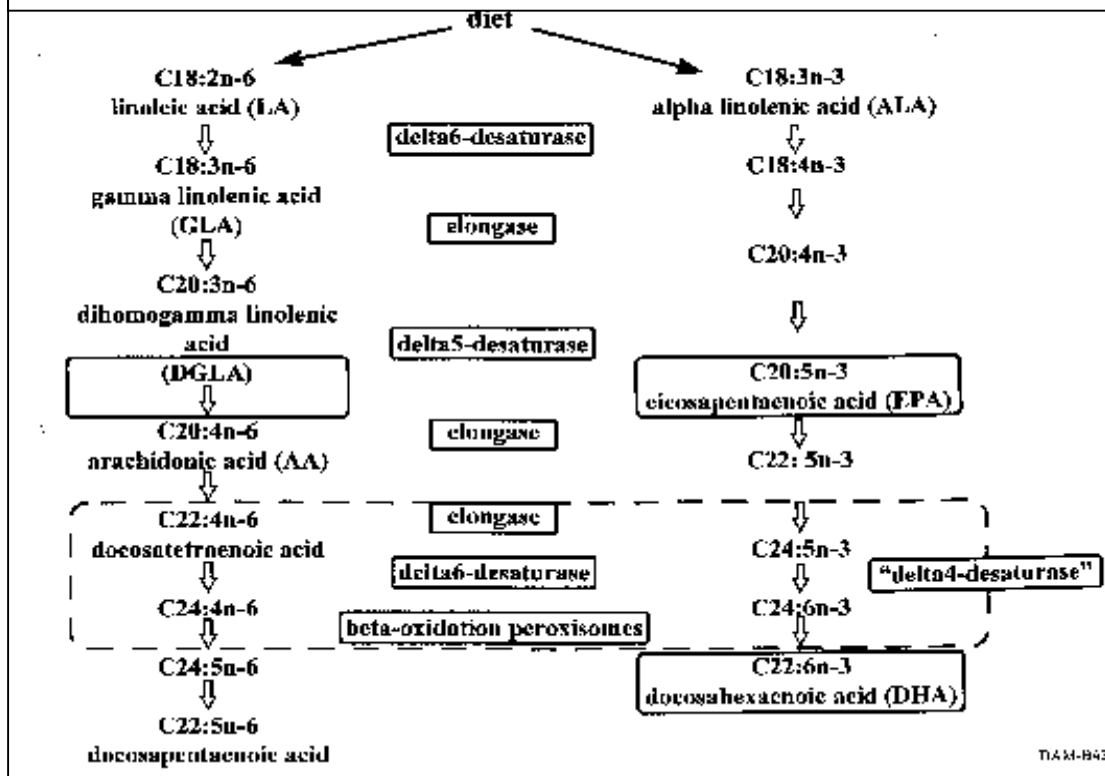 diet
C18:2n-6
linoleic acid (LA)
C18:3n-6
gamma linolenic acid
(GLA)
C20:3n-6
dihomogamma linolenic
acid
(DGLA)
C20:4n-6
arachidonic acid (AA)
C22:4n-6
docosatetraenoic acid
C24:4n-6
C24:5n-6
C22:5n-6
docosapentaenoic acid
delta6-desaturase
elongase
delta5-desaturase
elongase
elongase
delta6-desaturase
beta-oxidation peroxisomes
C18:3n-3
alpha linolenic acid (ALA)
C18:4n-3
C20:4n-3
C20:5n-3
eicosapentaenoic acid (EPA)
C22: 5n-3
C24:5n-3
C24:6n-3
C22:6n-3
docosahexaenoic acid (DHA)
“delta4-desaturase”